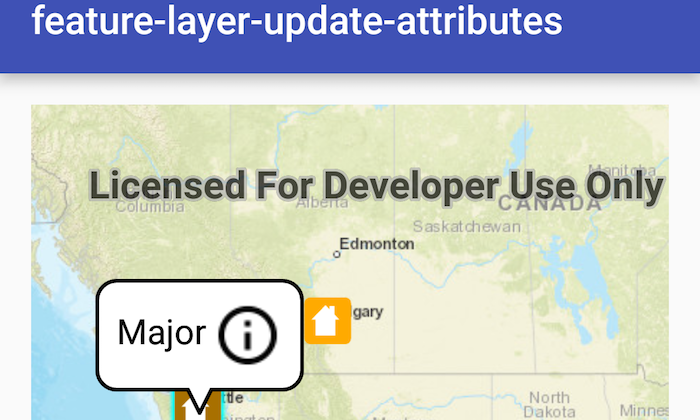 feature-layer-update-attributes
Manitoba
Licensed For Developer Use Only
Columbia
Alberta
CANADA
Saskatchewan
Edmonton
gary
Major
ttle
ington
North
Dakota
Minnes